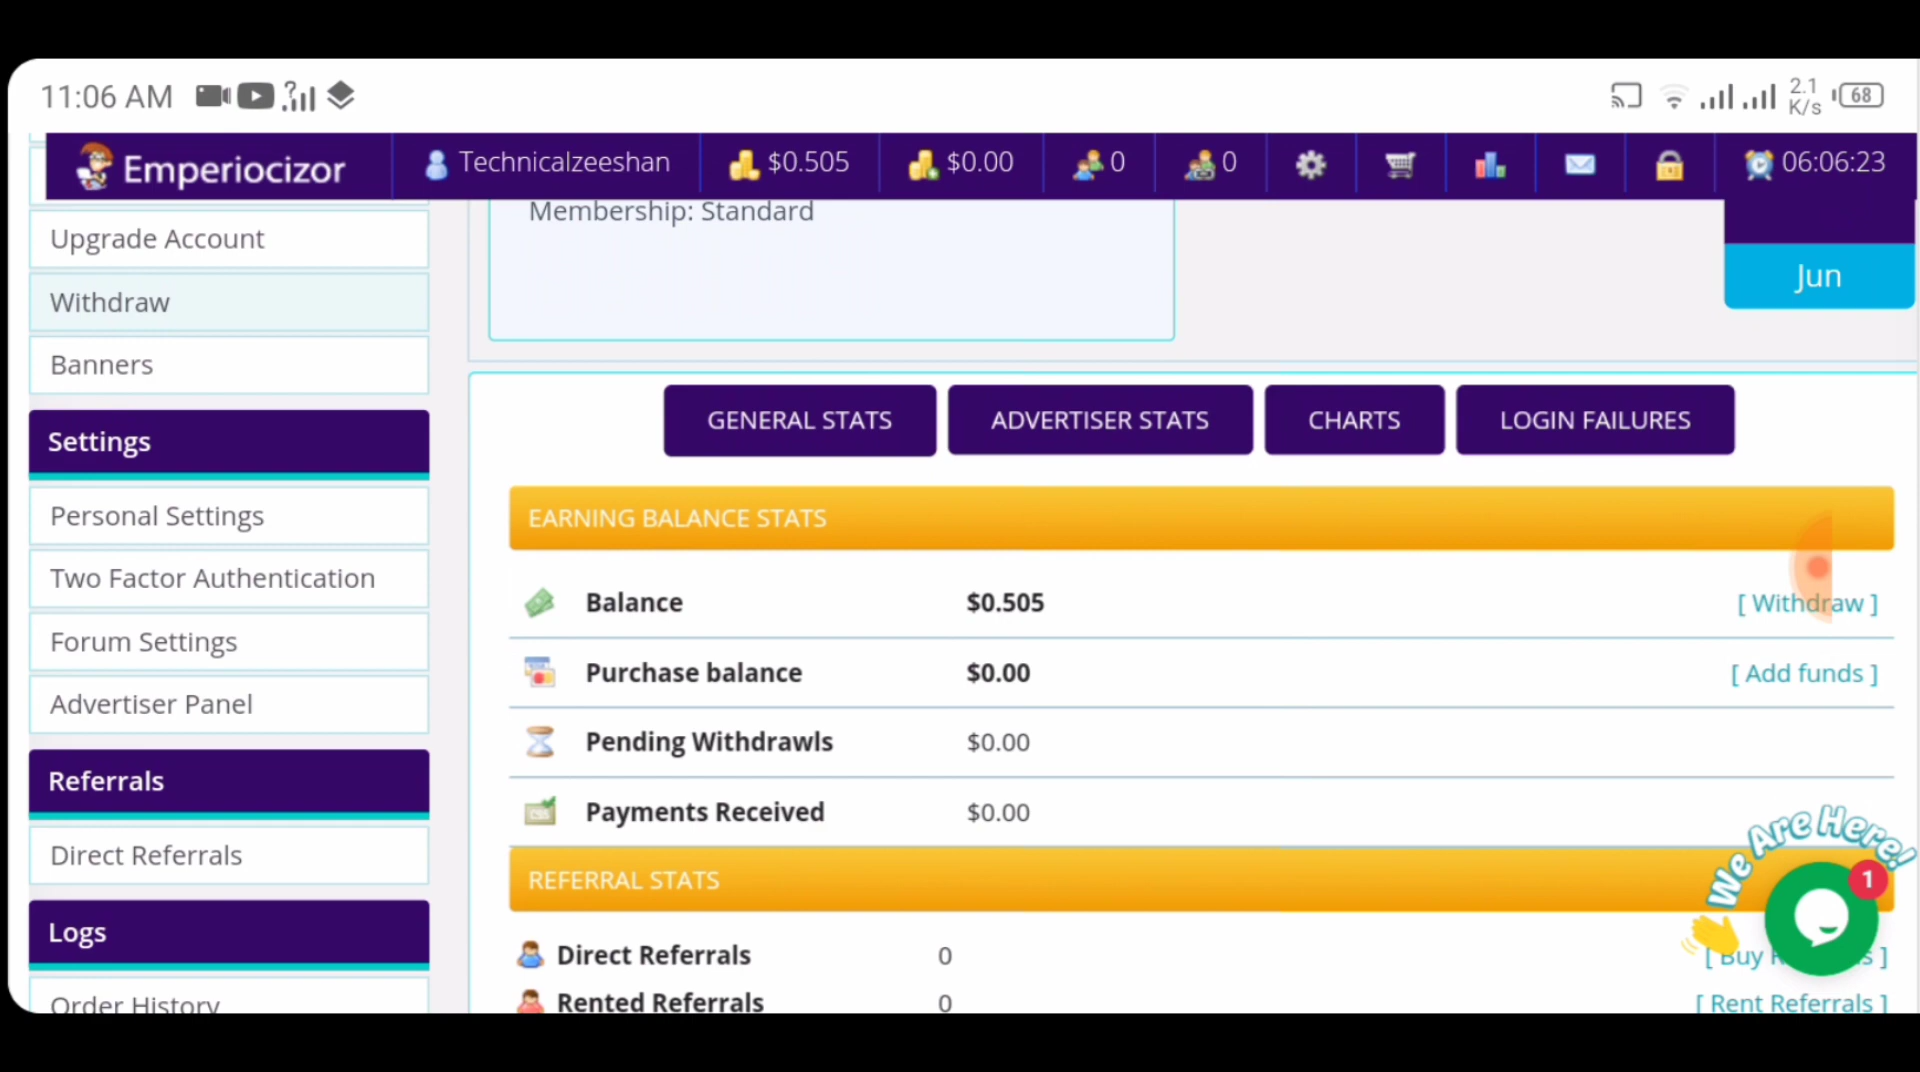 11:06 AM
2.1
K/s
68
Emperiocizor
Technicalzeeshan
$0.505
$0.00
0
0
06:06:23
Membership: Standard
Jun
Upgrade Account
Withdraw
Banners
Settings
Personal Settings
Two Factor Authentication
Forum Settings
Advertiser Panel
Referrals
Direct Referrals
Logs
Order History
GENERAL STATS
ADVERTISER STATS
CHARTS
LOGIN FAILURES
EARNING BALANCE STATS
Balance $0.505 [ Withdraw ]
Purchase balance $0.00 [ Add funds ]
Pending Withdrawls $0.00
Payments Received $0.00
We Are Here!
1
REFERRAL STATS
Direct Referrals 0 [ Buy
Rented Referrals 0 [ Rent Referrals ]